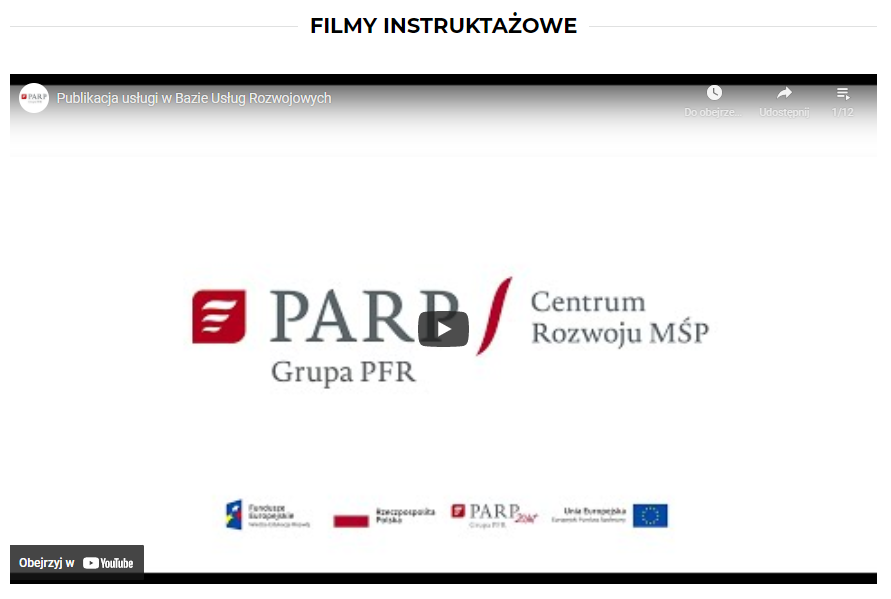 FILMY INSTRUKTAŻOWE
PARP
Publikacja usługi w Bazie Usług Rozwojowych
Do obejrze...
Udostępnij
1/12
PARP
Grupa PFR
Centrum
Rozwoju MŚP
Fundusze
Europejskie
Rzeczpospolita
Polska
PARP
Grupa PFR
Unia Europejska
Europejski Fundusz Społeczny
Obejrzyj w YouTube